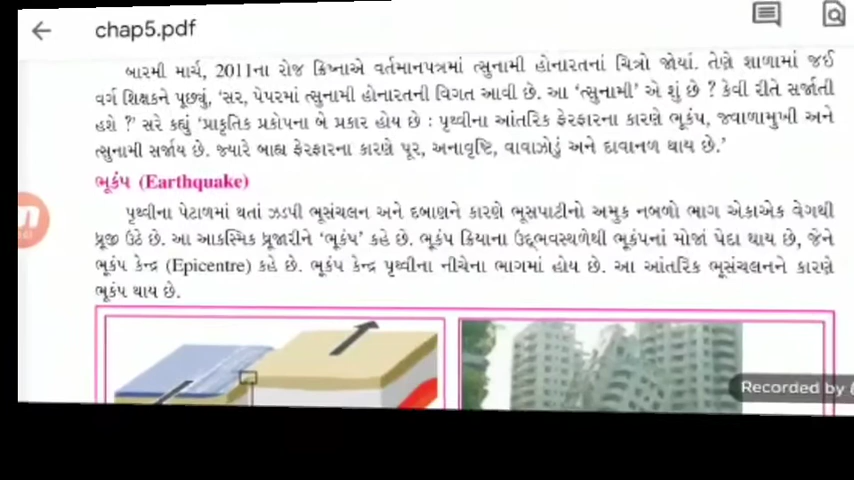 chap5.pdf
બારમી માર્ચ, 2011ના રોજ ક્રિષ્નાએ વર્તમાનપત્રમાં ત્સુનામી હોનારતનાં ચિત્રો જોયાં. તેણે શાળામાં જઈ
વર્ગ શિક્ષકને પૂછ્યું, ‘સર, પેપરમાં ત્સુનામી હોનારતની વિગત આવી છે. આ ‘ત્સુનામી’ એ શું છે ? કેવી રીતે સર્જાતી
હશે ?’ સરે કહ્યું ‘પ્રાકૃતિક પ્રકોપના બે પ્રકાર હોય છે : પૃથ્વીના આંતરિક ફેરફારના કારણે ભૂકંપ, જ્વાળામુખી અને
ત્સુનામી સર્જાય છે. જ્યારે બાહ્ય ફેરફારના કારણે પૂર, અનાવૃષ્ટિ, વાવાઝોડું અને દાવાનળ થાય છે.’
ભૂકંપ (Earthquake)
પૃથ્વીના પેટાળમાં થતાં ઝડપી ભૂસંચલન અને દબાણને કારણે ભૂસપાટીનો અમુક નબળો ભાગ એકાએક વેગથી
ધ્રૂજી ઉઠે છે. આ આકસ્મિક ધ્રૂજારીને ‘ભૂકંપ’ કહે છે. ભૂકંપ ક્રિયાના ઉદ્દભવસ્થળેથી ભૂકંપનાં મોજાં પેદા થાય છે, જેને
ભૂકંપ કેન્દ્ર (Epicentre) કહે છે. ભૂકંપ કેન્દ્ર પૃથ્વીના નીચેના ભાગમાં હોય છે. આ આંતરિક ભૂસંચલનને કારણે
ભૂકંપ થાય છે.
Recorded by